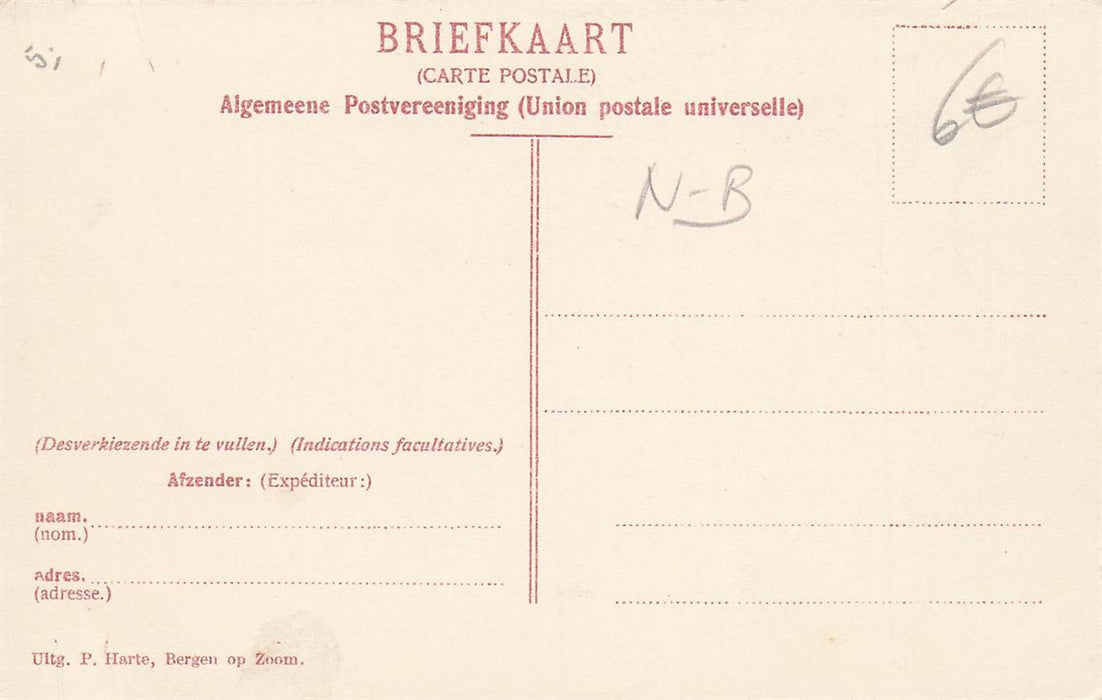 BRIEFKAART
(CARTE POSTALE)
Algemeene Postvereeniging (Union postale universelle)
6€
N-B
(Desverkiezende in te vullen.) (Indications facultatives.)
Afzender: (Expéditeur:)
naam.
(nom.)
adres.
(adresse.)
Uitg. P. Harte, Bergen op Zoom.